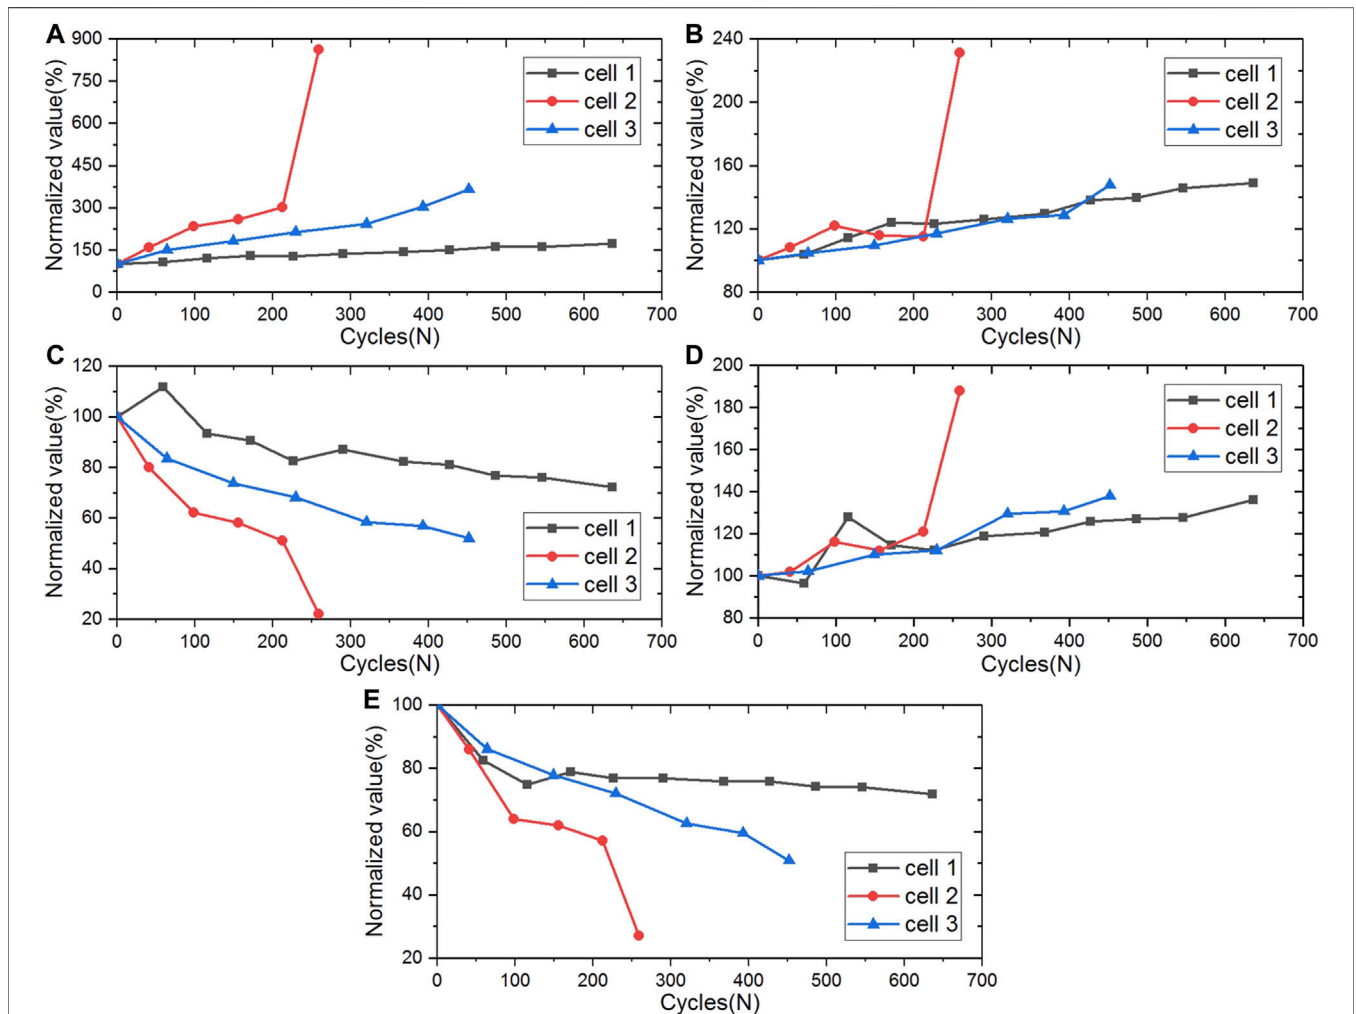 A
Normalized value(%)
900
750
600
450
300
150
0
0 100 200 300 400 500 600 700
Cycles(N)
cell 1
cell 2
cell 3
B
Normalized value(%)
240
200
160
120
80
0 100 200 300 400 500 600 700
Cycles(N)
cell 1
cell 2
cell 3
C
Normalized value(%)
120
100
80
60
40
20
0 100 200 300 400 500 600 700
Cycles(N)
cell 1
cell 2
cell 3
D
Normalized value(%)
200
180
160
140
120
100
80
0 100 200 300 400 500 600 700
Cycles(N)
cell 1
cell 2
cell 3
E
Normalized value(%)
100
80
60
40
20
0 100 200 300 400 500 600 700
Cycles(N)
cell 1
cell 2
cell 3